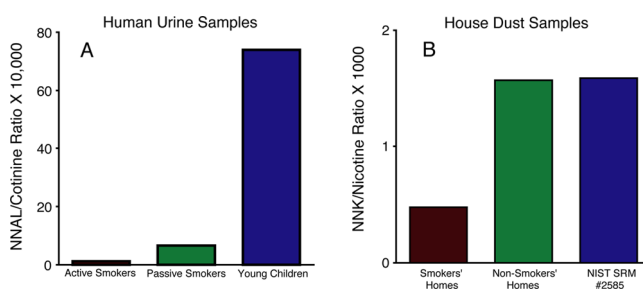 Human Urine Samples
A
NNAL/Cotinine Ratio X 10,000
80
60
40
20
0
Active Smokers Passive Smokers Young Children
House Dust Samples
B
NNK/Nicotine Ratio X 1000
2
1
0
Smokers' Non-Smokers' NIST SRM
Homes Homes #2585